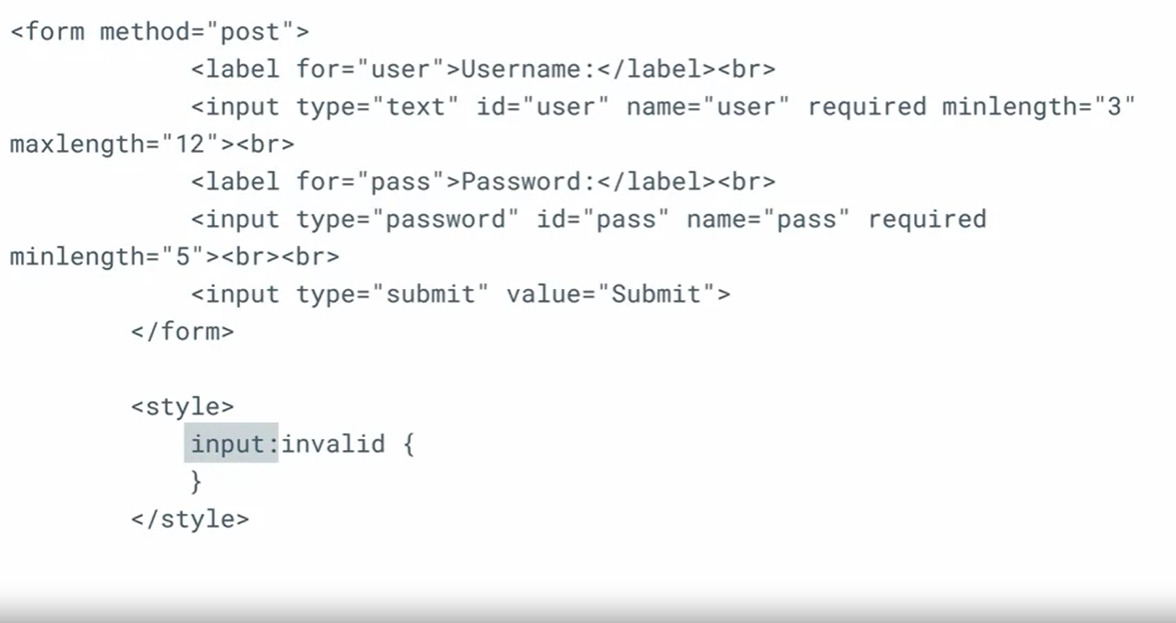 <form method="post">
<label for="user">Username:</label><br>
<input type="text" id="user" name="user" required minlength="3"
maxlength="12"><br>
<label for="pass">Password:</label><br>
<input type="password" id="pass" name="pass" required
minlength="5"><br><br>
<input type="submit" value="Submit">
</form>
<style>
input:invalid {
}
</style>